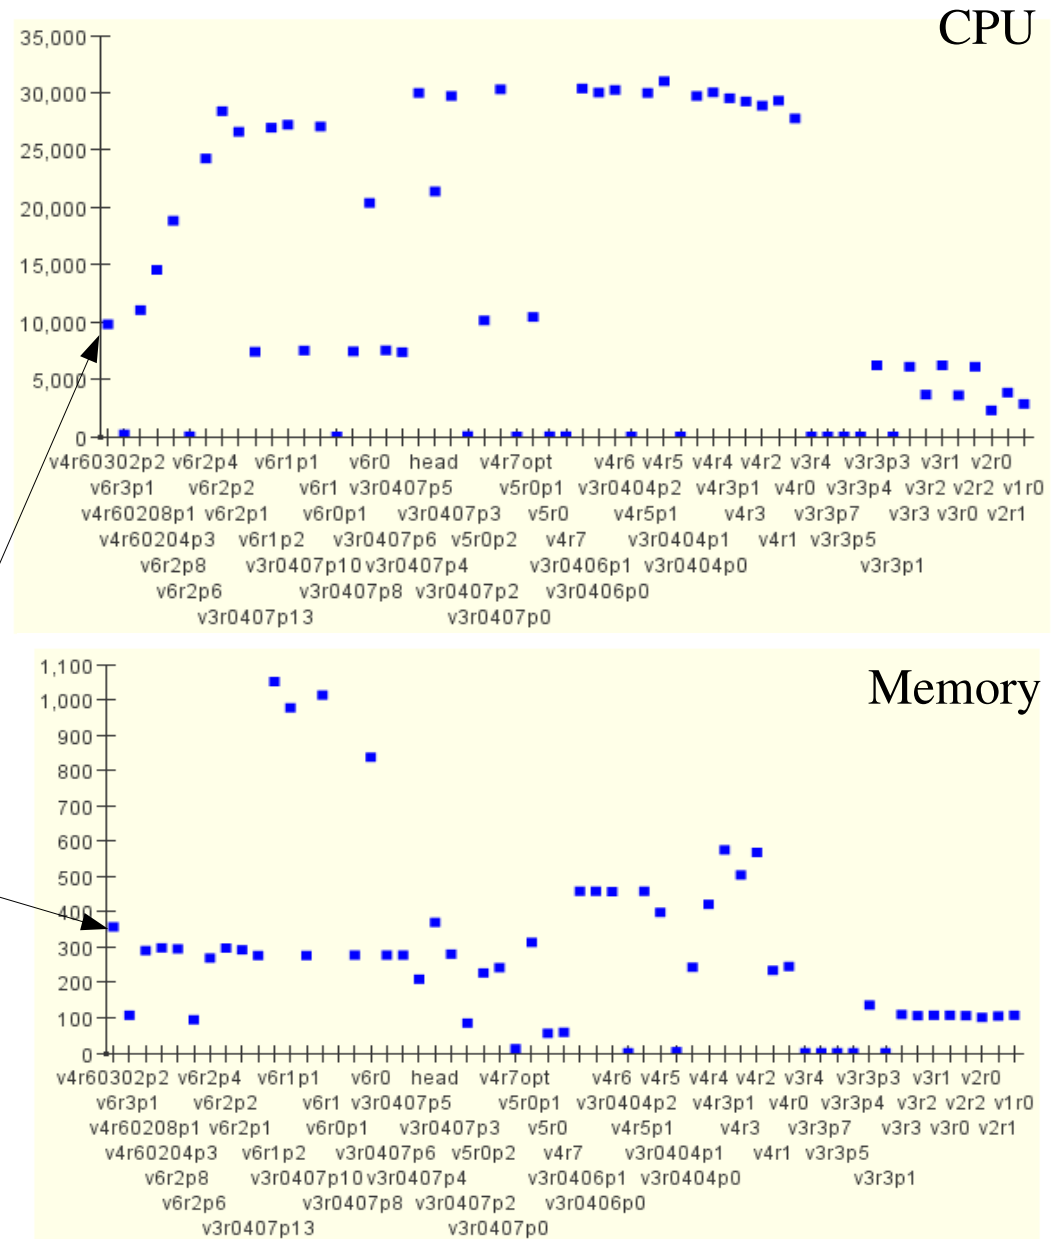 CPU
35,000
30,000
25,000
20,000
15,000
10,000
5,000
0
v4r60302p2 v6r2p4 v6r1p1 v6r0 head v4r7opt v4r6 v4r5 v4r4 v4r2 v3r4 v3r3p3 v3r1 v2r0
v6r3p1 v6r2p2 v6r1 v3r0407p5 v5r0p1 v3r0404p2 v4r3p1 v4r0 v3r3p4 v3r2 v2r2 v1r0
v4r60208p1 v6r2p1 v6r0p1 v3r0407p3 v5r0 v4r5p1 v4r3 v3r3p7 v3r3 v3r0 v2r1
v4r60204p3 v6r1p2 v3r0407p6 v5r0p2 v4r7 v3r0404p1 v4r1 v3r3p5
v6r2p8 v3r0407p10 v3r0407p4 v3r0406p1 v3r0404p0 v3r3p1
v6r2p6 v3r0407p8 v3r0407p2 v3r0406p0
v3r0407p13 v3r0407p0
Memory
1,100
1,000
900
800
700
600
500
400
300
200
100
0
v4r60302p2 v6r2p4 v6r1p1 v6r0 head v4r7opt v4r6 v4r5 v4r4 v4r2 v3r4 v3r3p3 v3r1 v2r0
v6r3p1 v6r2p2 v6r1 v3r0407p5 v5r0p1 v3r0404p2 v4r3p1 v4r0 v3r3p4 v3r2 v2r2 v1r0
v4r60208p1 v6r2p1 v6r0p1 v3r0407p3 v5r0 v4r5p1 v4r3 v3r3p7 v3r3 v3r0 v2r1
v4r60204p3 v6r1p2 v3r0407p6 v5r0p2 v4r7 v3r0404p1 v4r1 v3r3p5
v6r2p8 v3r0407p10 v3r0407p4 v3r0406p1 v3r0404p0 v3r3p1
v6r2p6 v3r0407p8 v3r0407p2 v3r0406p0
v3r0407p13 v3r0407p0